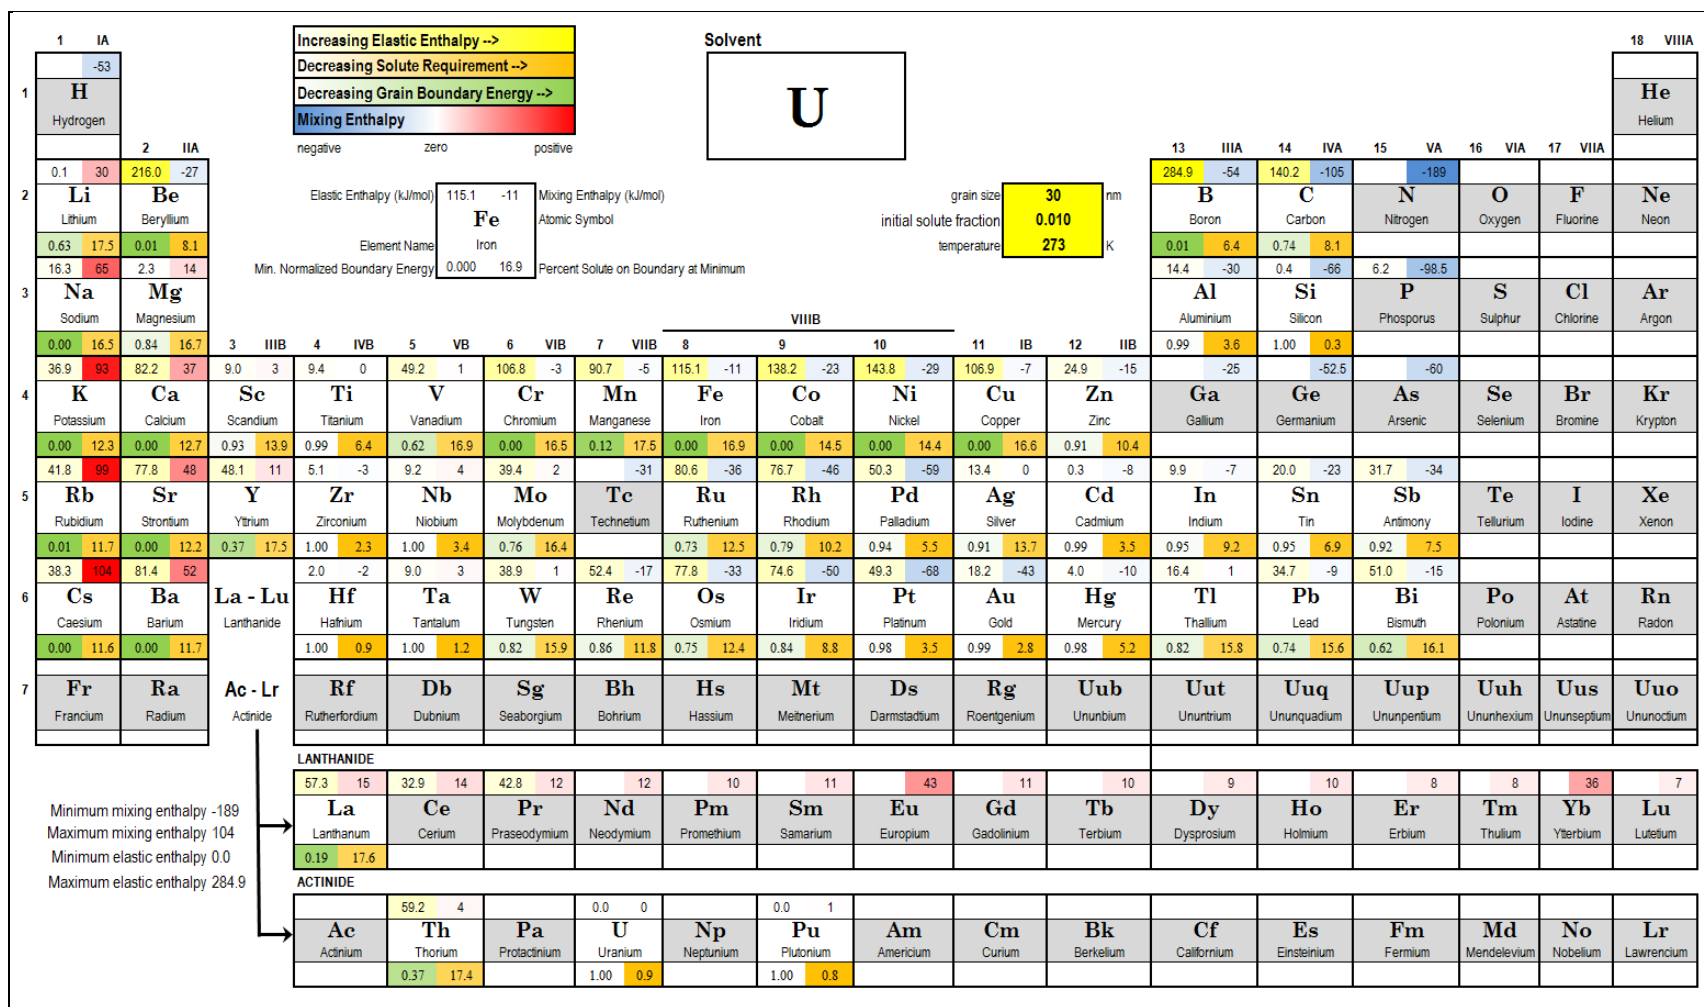 1 IA
Increasing Elastic Enthalpy -->
Solvent
18 VIIIA
-53
Decreasing Solute Requirement -->
1 H Decreasing Grain Boundary Energy --> U He
Hydrogen Mixing Enthalpy Helium
negative zero positive
2 IIA 13 IIIA 14 IVA 15 VA 16 VIA 17 VIIA
0.1 30 216.0 -27 284.9 -54 140.2 -105 -189
2 Li Be Elastic Enthalpy (kJ/mol) 115.1 -11 Mixing Enthalpy (kJ/mol) grain size 30 nm B C N O F Ne
Lithium Beryllium Fe Atomic Symbol initial solute fraction 0.010 Boron Carbon Nitrogen Oxygen Fluorine Neon
0.63 17.5 0.01 8.1 Element Name Iron temperature 273 K 0.01 6.4 0.74 8.1
16.3 65 2.3 14 Min. Normalized Boundary Energy 0.000 16.9 Percent Solute on Boundary at Minimum 14.4 -30 0.4 -66 6.2 -98.5
3 Na Mg Al Si P S Cl Ar
Sodium Magnesium VIIIB Aluminium Silicon Phosporus Sulphur Chlorine Argon
0.00 16.5 0.84 16.7 3 IIIB 4 IVB 5 VB 6 VIB 7 VIIB 8 9 10 11 IB 12 IIB 0.99 3.6 1.00 0.3
36.9 93 82.2 37 9.0 3 9.4 0 49.2 1 106.8 -3 90.7 -5 115.1 -11 138.2 -23 143.8 -29 106.9 -7 24.9 -15 -25 -52.5 -60
4 K Ca Sc Ti V Cr Mn Fe Co Ni Cu Zn Ga Ge As Se Br Kr
Potassium Calcium Scandium Titanium Vanadium Chromium Manganese Iron Cobalt Nickel Copper Zinc Gallium Germanium Arsenic Selenium Bromine Krypton
0.00 12.3 0.00 12.7 0.93 13.9 0.99 6.4 0.62 16.9 0.00 16.5 0.12 17.5 0.00 16.9 0.00 14.5 0.00 14.4 0.00 16.6 0.91 10.4
41.8 99 77.8 48 48.1 11 5.1 -3 9.2 4 39.4 2 -31 80.6 -36 76.7 -46 50.3 -59 13.4 0 0.3 -8 9.9 -7 20.0 -23 31.7 -34
5 Rb Sr Y Zr Nb Mo Tc Ru Rh Pd Ag Cd In Sn Sb Te I Xe
Rubidium Strontium Yttrium Zirconium Niobium Molybdenum Technetium Ruthenium Rhodium Palladium Silver Cadmium Indium Tin Antimony Tellurium Iodine Xenon
0.01 11.7 0.00 12.2 0.37 17.5 1.00 2.3 1.00 3.4 0.76 16.4 0.73 12.5 0.79 10.2 0.94 5.5 0.91 13.7 0.99 3.5 0.95 9.2 0.95 6.9 0.92 7.5
38.3 104 81.4 52 2.0 -2 9.0 3 38.9 1 52.4 -17 77.8 -33 74.6 -50 49.3 -68 18.2 -43 4.0 -10 16.4 1 34.7 -9 51.0 -15
6 Cs Ba La - Lu Hf Ta W Re Os Ir Pt Au Hg Tl Pb Bi Po At Rn
Caesium Barium Lanthanide Hafnium Tantalum Tungsten Rhenium Osmium Iridium Platinum Gold Mercury Thallium Lead Bismuth Polonium Astatine Radon
0.00 11.6 0.00 11.7 1.00 0.9 1.00 1.2 0.82 15.9 0.86 11.8 0.75 12.4 0.84 8.8 0.98 3.5 0.99 2.8 0.98 5.2 0.82 15.8 0.74 15.6 0.62 16.1
7 Fr Ra Ac - Lr Rf Db Sg Bh Hs Mt Ds Rg Uub Uut Uuq Uup Uuh Uus Uuo
Francium Radium Actinide Rutherfordium Dubnium Seaborgium Bohrium Hassium Meitnerium Darmstadtium Roentgenium Ununbium Ununtrium Ununquadium Ununpentium Ununhexium Ununseptium Ununoctium
LANTHANIDE
57.3 15 32.9 14 42.8 12 12 10 11 43 11 10 9 10 8 8 36 7
Minimum mixing enthalpy -189 La Ce Pr Nd Pm Sm Eu Gd Tb Dy Ho Er Tm Yb Lu
Maximum mixing enthalpy 104 Lanthanum Cerium Praseodymium Neodymium Promethium Samarium Europium Gadolinium Terbium Dysprosium Holmium Erbium Thulium Ytterbium Lutetium
Minimum elastic enthalpy 0.0 0.19 17.6
Maximum elastic enthalpy 284.9 ACTINIDE
59.2 4 0.0 0 0.0 1
Ac Th Pa U Np Pu Am Cm Bk Cf Es Fm Md No Lr
Actinium Thorium Protactinium Uranium Neptunium Plutonium Americium Curium Berkelium Californium Einsteinium Fermium Mendelevium Nobelium Lawrencium
0.37 17.4 1.00 0.9 1.00 0.8